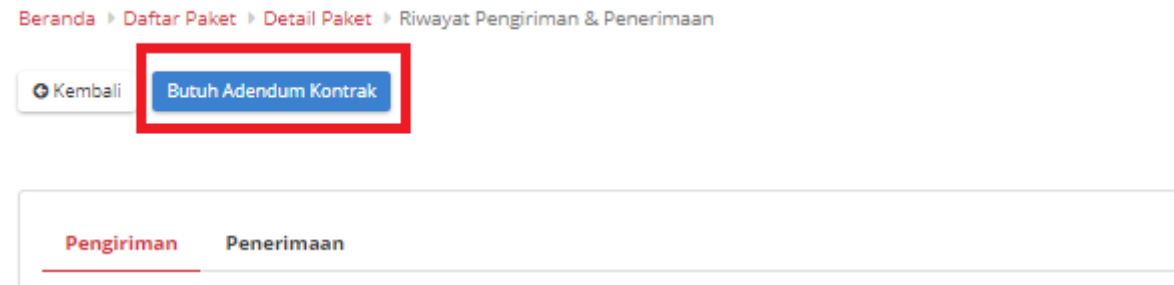 Beranda Daftar Paket Detail Paket Riwayat Pengiriman & Penerimaan
Kembali Butuh Adendum Kontrak
Pengiriman Penerimaan